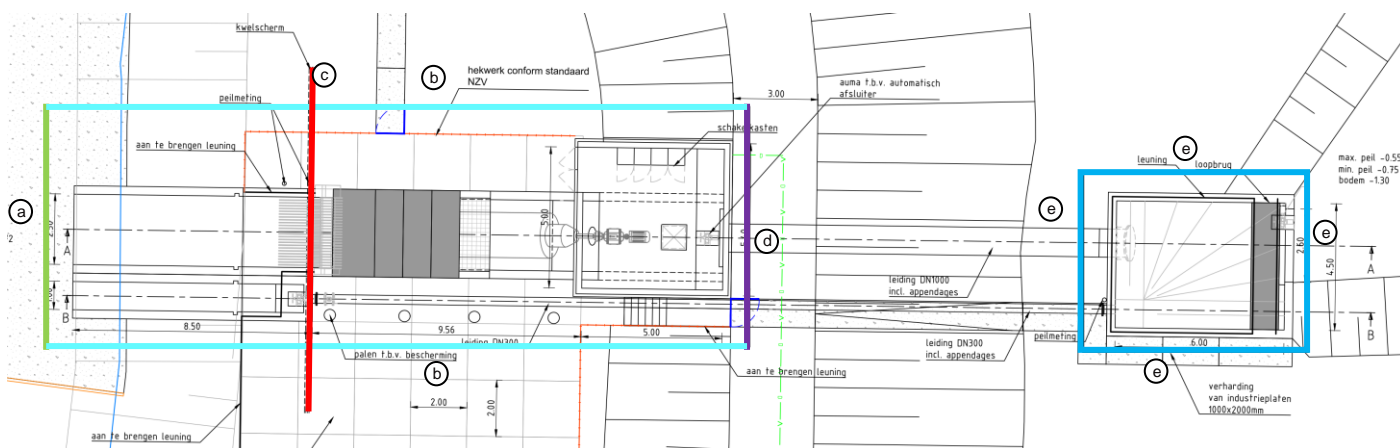 kwelscherm
c
b
hekwerk conform standaard
NZV
auma t.b.v. automatisch
afsluiter
3.00
peilmeting
schakelkasten
aan te brengen leuning
leuning
e
loopbrug
max. peil -0.55
min. peil -0.75
bodem -1.30
a
2.50
A
5.00
d
e
e
2.60
4.50
A
leiding DN1000
incl. appendages
B
8.50
9.56
leiding DN300
5.00
leiding DN300
incl. appendages
peilmeting
6.00
B
palen t.b.v. bescherming
b
aan te brengen leuning
e
verharding
van industrieplaten
1000x2000mm
2.00
2.00
aan te brengen leuning